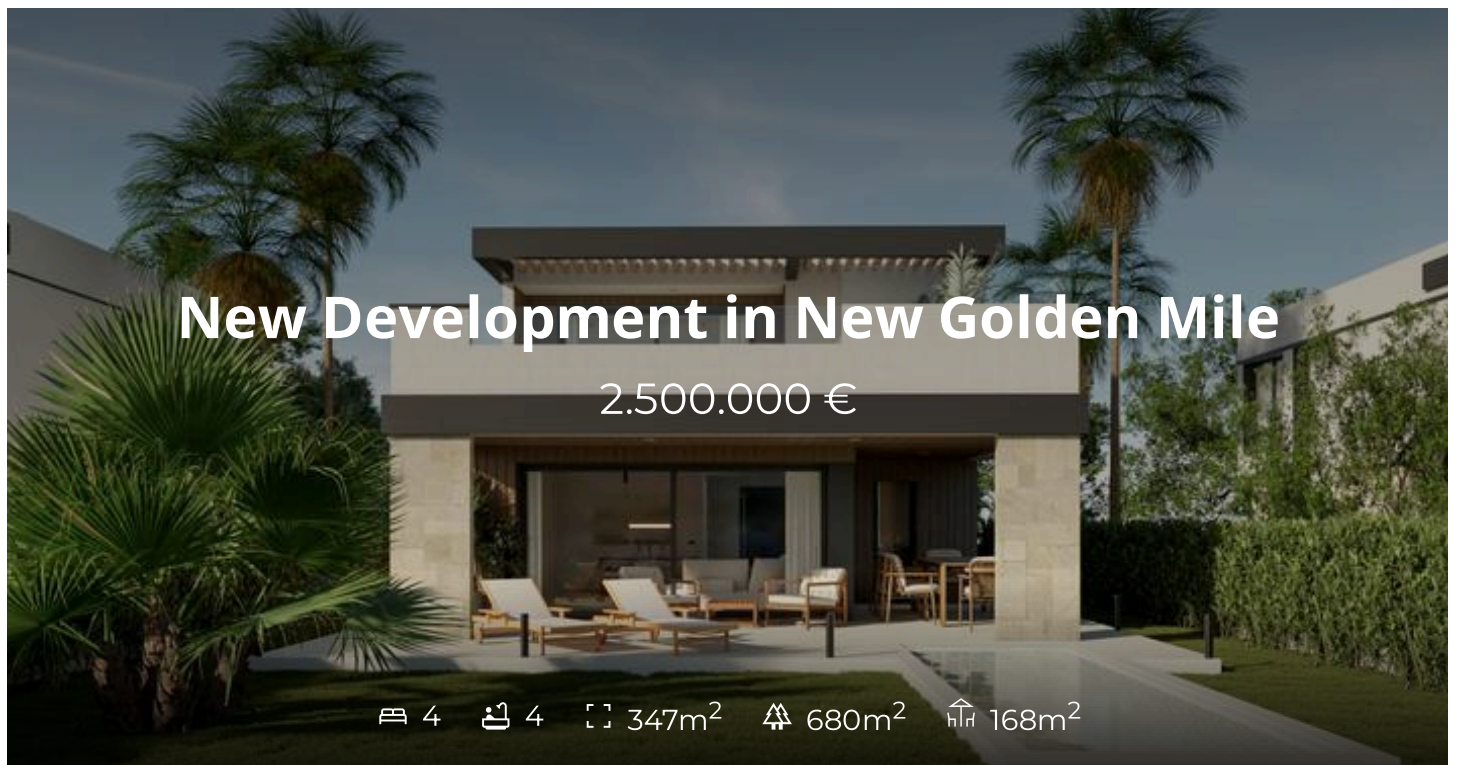 New Development in New Golden Mile
2.500.000 €
4 4 347m² 680m² 168m²